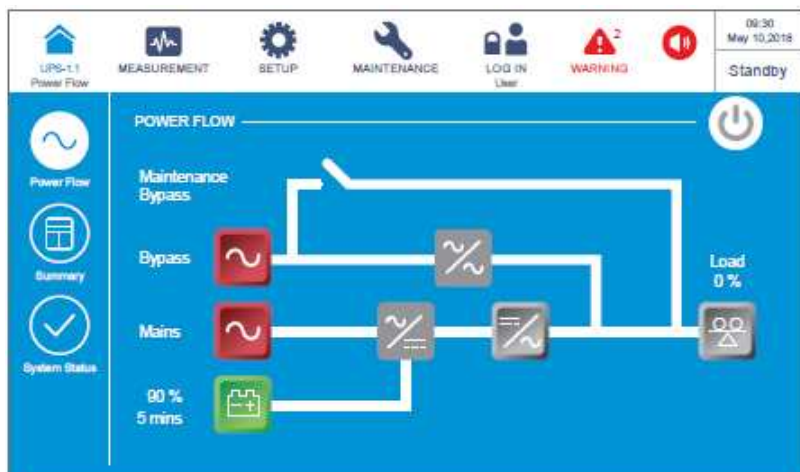 UPS-1.1
Power Flow
MEASUREMENT
SETUP
MAINTENANCE
LOG IN
User
WARNING
2
09:30
May 10,2018
Standby
POWER FLOW
Power Flow
Summary
System Status
Maintenance
Bypass
Bypass
Mains
90 %
5 mins
Load
0 %